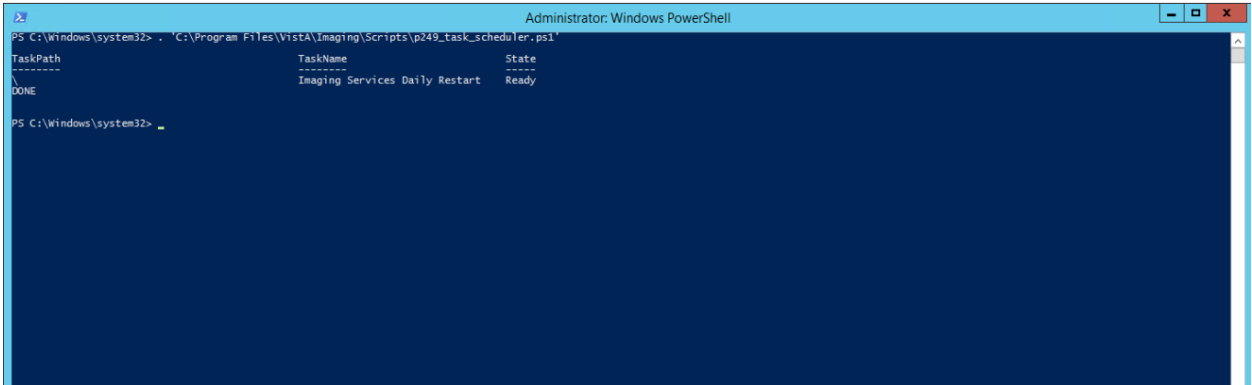 Administrator: Windows PowerShell
PS C:\Windows\system32> . 'C:\Program Files\VistA\Imaging\Scripts\p249_task_scheduler.ps1'
TaskPath TaskName State
-------- -------- -----
\ Imaging Services Daily Restart Ready
DONE
PS C:\Windows\system32> _